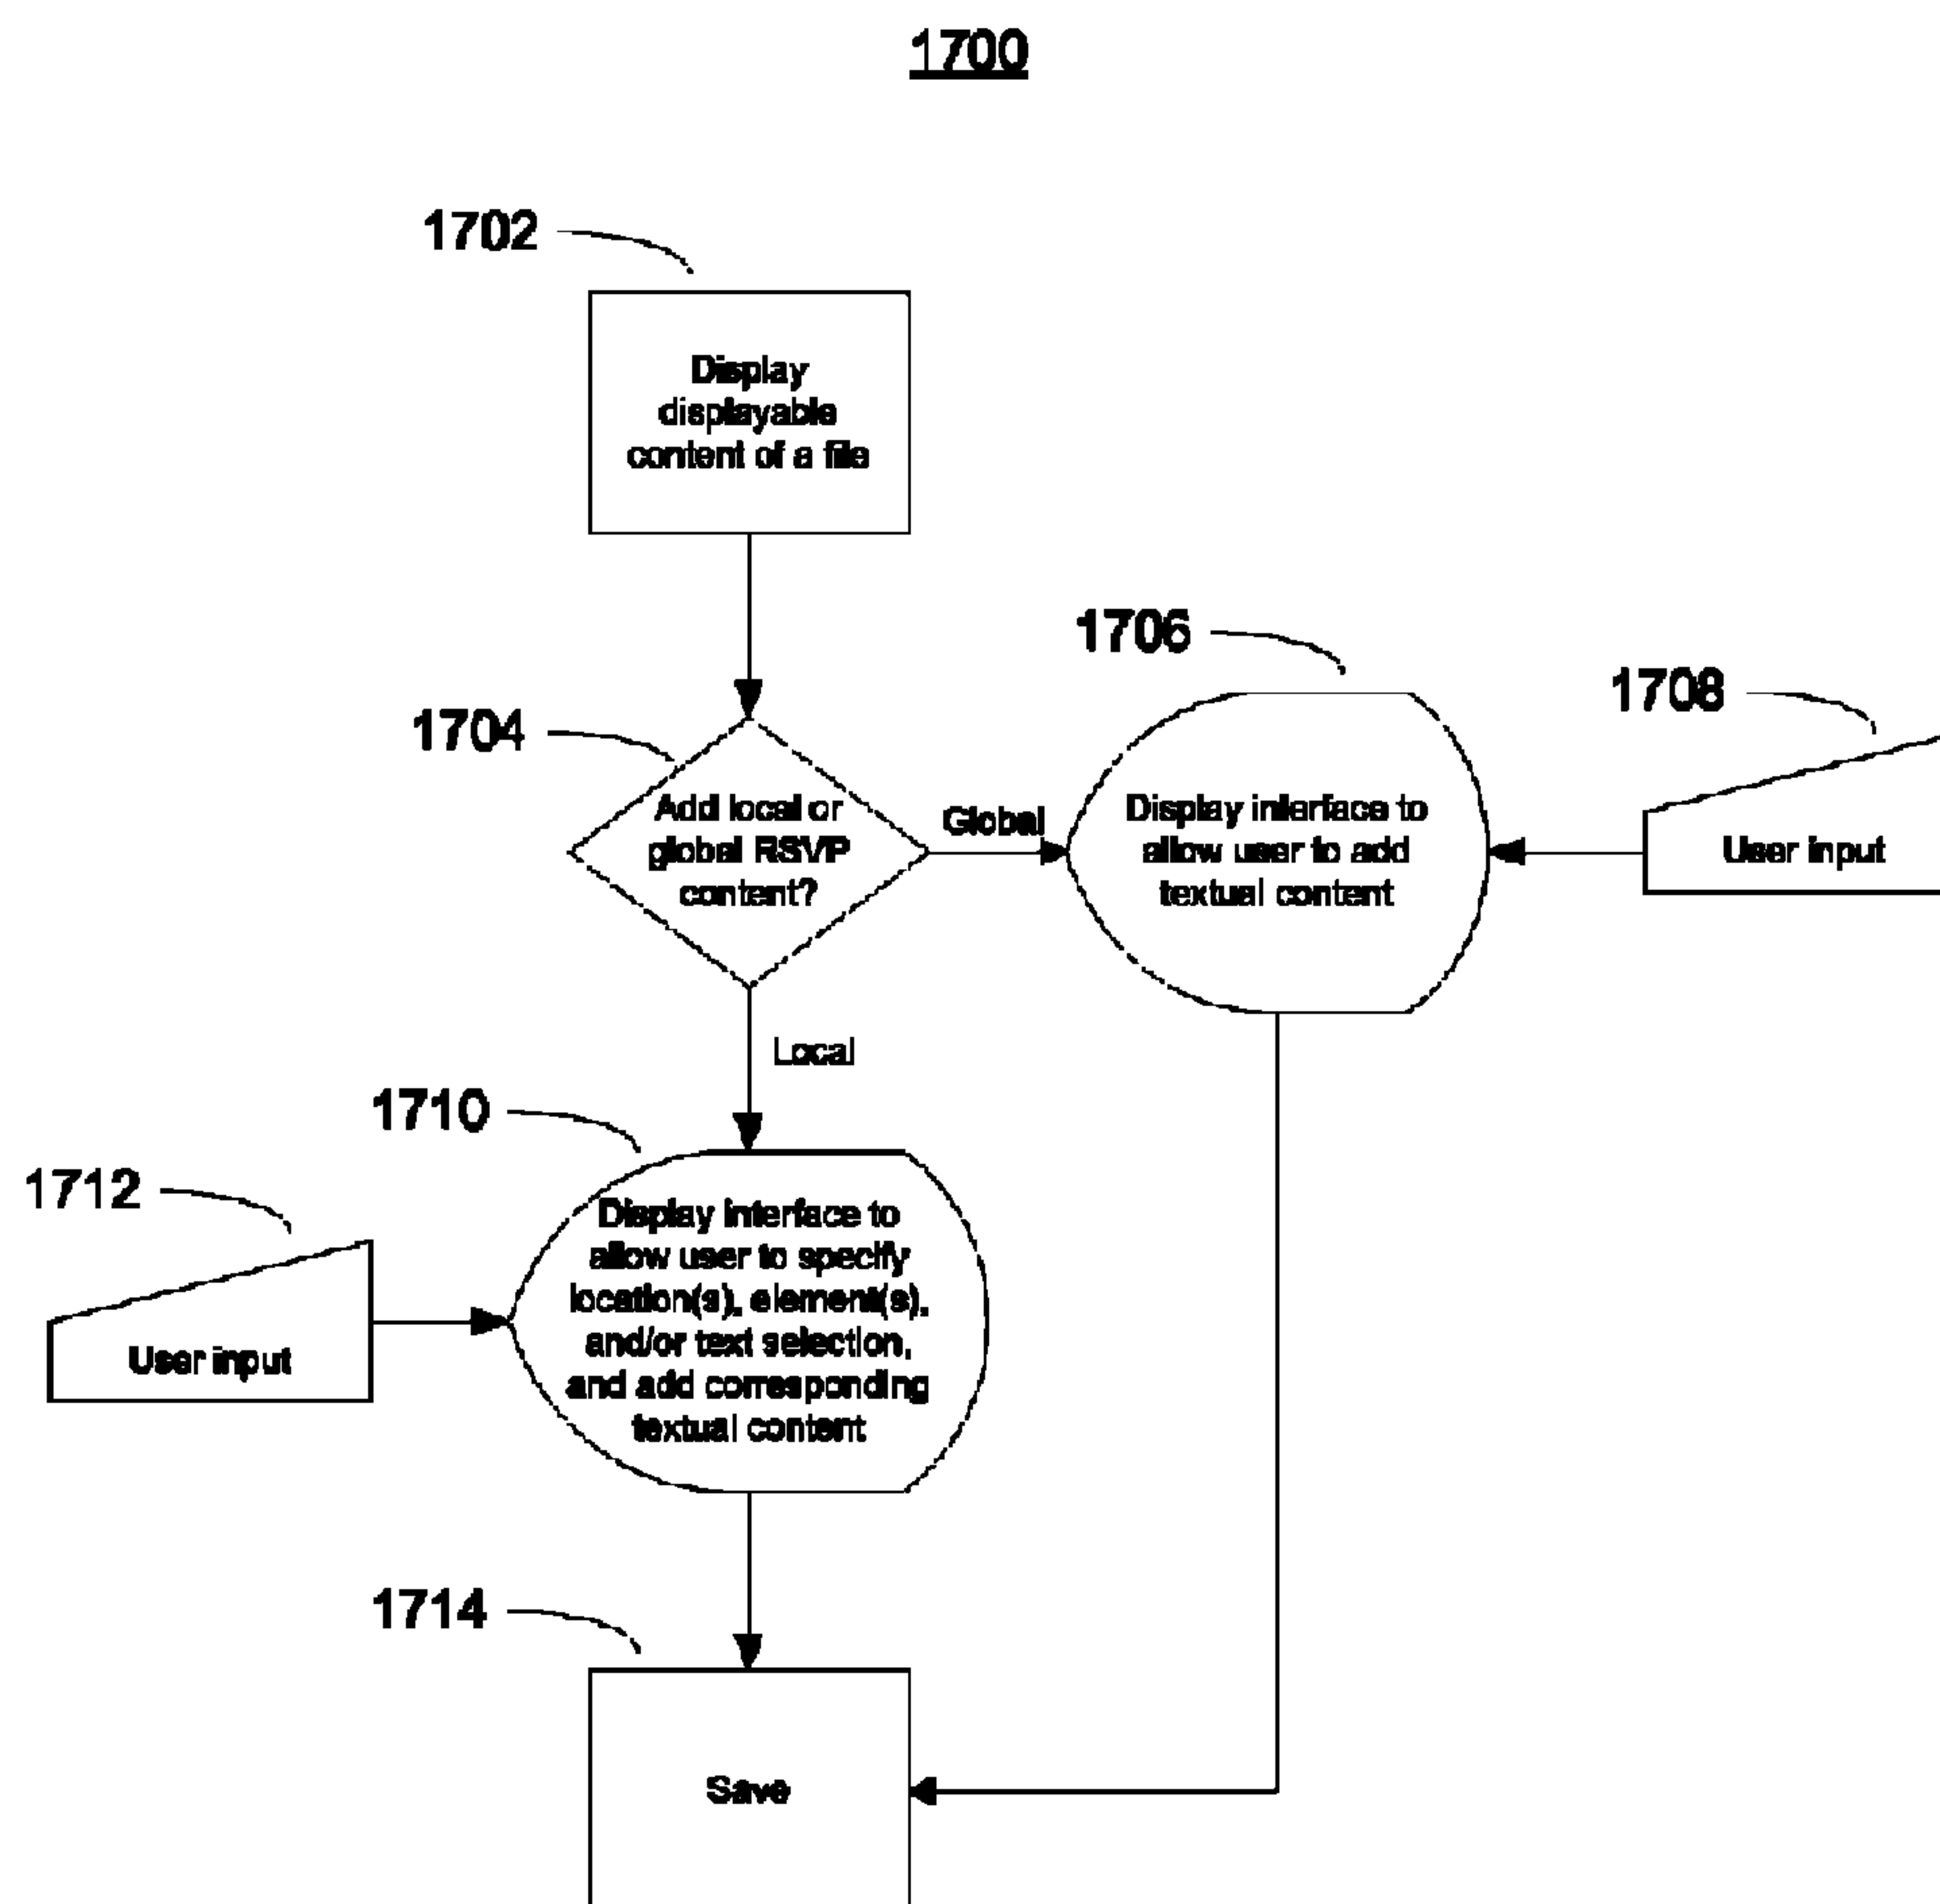 1700
1702
Display
displayable
content of a file
1704
Add local or
global RSVP
content?
Global
1706
Display interface to
allow user to add
textual content
1708
User input
Local
1710
1712
Display interface to
allow user to specify
location(s), element(s),
and/or text selection,
and add corresponding
textual content
User input
1714
Save